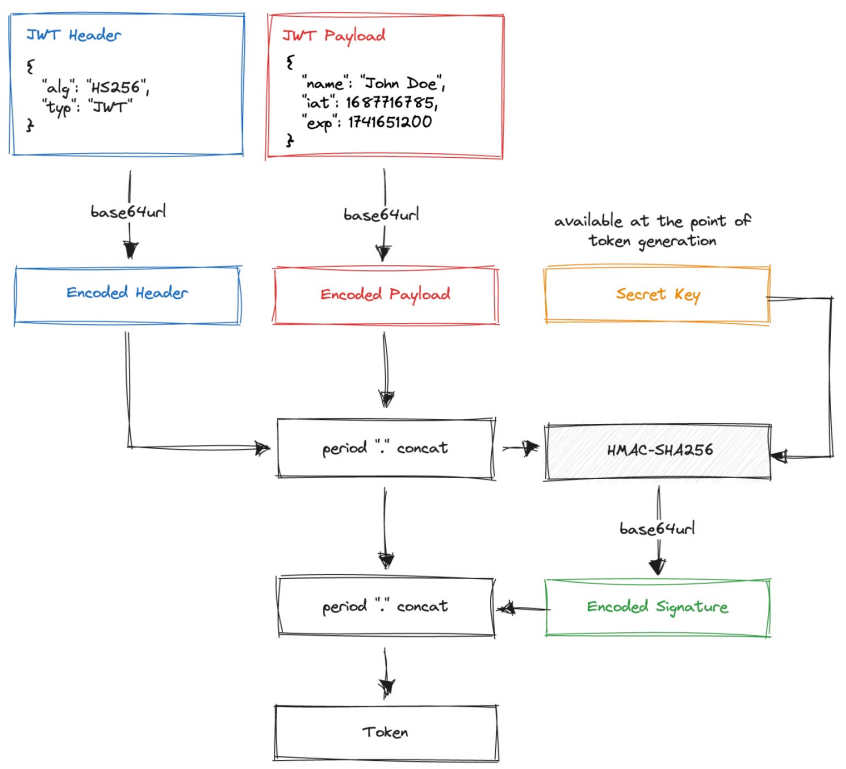 JWT Header
{
"alg": "HS256",
"typ": "JWT"
}
JWT Payload
{
"name": "John Doe",
"iat": 1687716785,
"exp": 1741651200
}
base64url
base64url
available at the point of
token generation
Encoded Header
Encoded Payload
Secret Key
period "." concat
HMAC-SHA256
base64url
period "." concat
Encoded Signature
Token